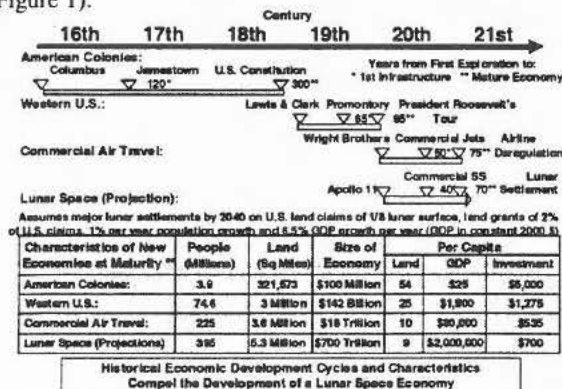 Figure 1).
Century
16th 17th 18th 19th 20th 21st
American Colonies:
Columbus Jamestown U.S. Constitution
120* 300**
Years from First Exploration to:
* 1st Infrastructure ** Mature Economy
Western U.S.:
Lewis & Clark Promontory President Roosevelt's
65* 95** Tour
Commercial Air Travel:
Wright Brothers Commercial Jets Airline
50* 75** Deregulation
Lunar Space (Projection):
Commercial SS Lunar
Apollo 11 40* 70** Settlement
Assumes major lunar settlements by 2040 on U.S. land claims of 1/8 lunar surface, land grants of 2%
of U.S. claims, 1% per year population growth and 6.5% GDP growth per year (GDP in constant 2000 $)
Characteristics of New Economies at Maturity ** People (Millions) Land (Sq Miles) Size of Economy Per Capita
Land GDP Investment
American Colonies: 3.9 321,573 $100 Million 54 $25 $5,000
Western U.S.: 74.6 3 Million $142 Billion 25 $1,900 $1,275
Commercial Air Travel: 225 3.6 Million $18 Trillion 10 $80,000 $535
Lunar Space (Projections) 395 5.3 Million $700 Trillion 9 $2,000,000 $700
Historical Economic Development Cycles and Characteristics
Compel the Development of a Lunar Space Economy